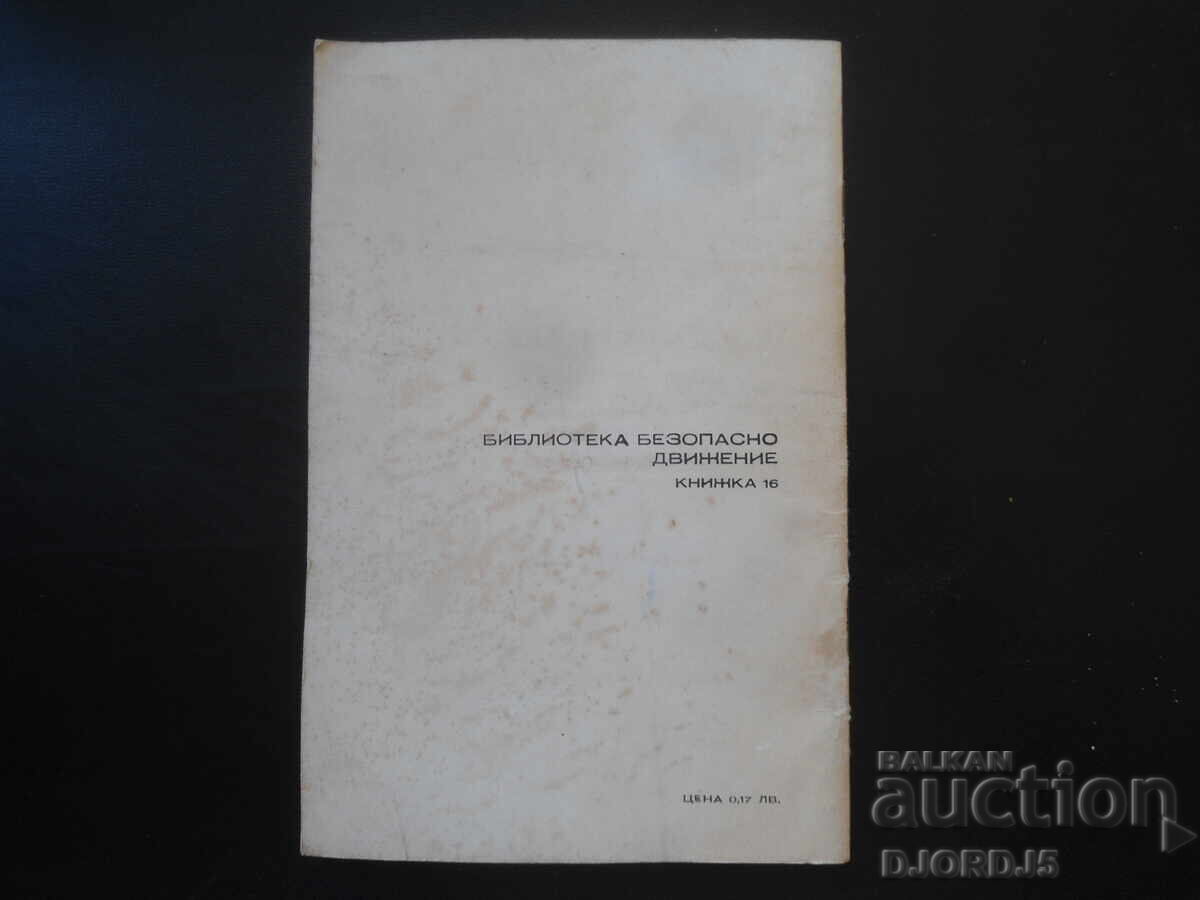 БИБЛИОТЕКА БЕЗОПАСНО
ДВИЖЕНИЕ
КНИЖКА 16
ЦЕНА 0,17 ЛВ.
BALKAN
auction
DJORDJ5